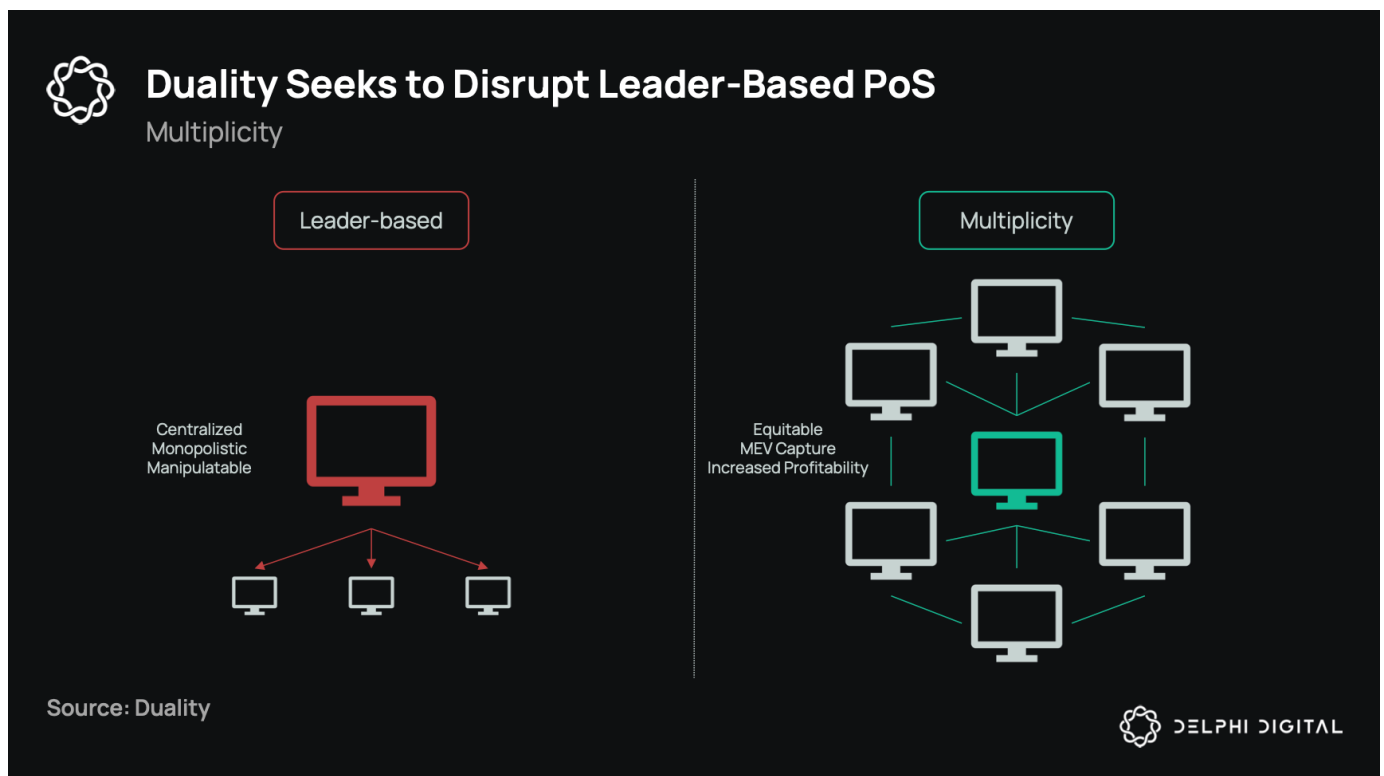 Duality Seeks to Disrupt Leader-Based PoS
Multiplicity
Leader-based
Centralized
Monopolistic
Manipulatable
Multiplicity
Equitable
MEV Capture
Increased Profitability
Source: Duality
DELPHI DIGITAL